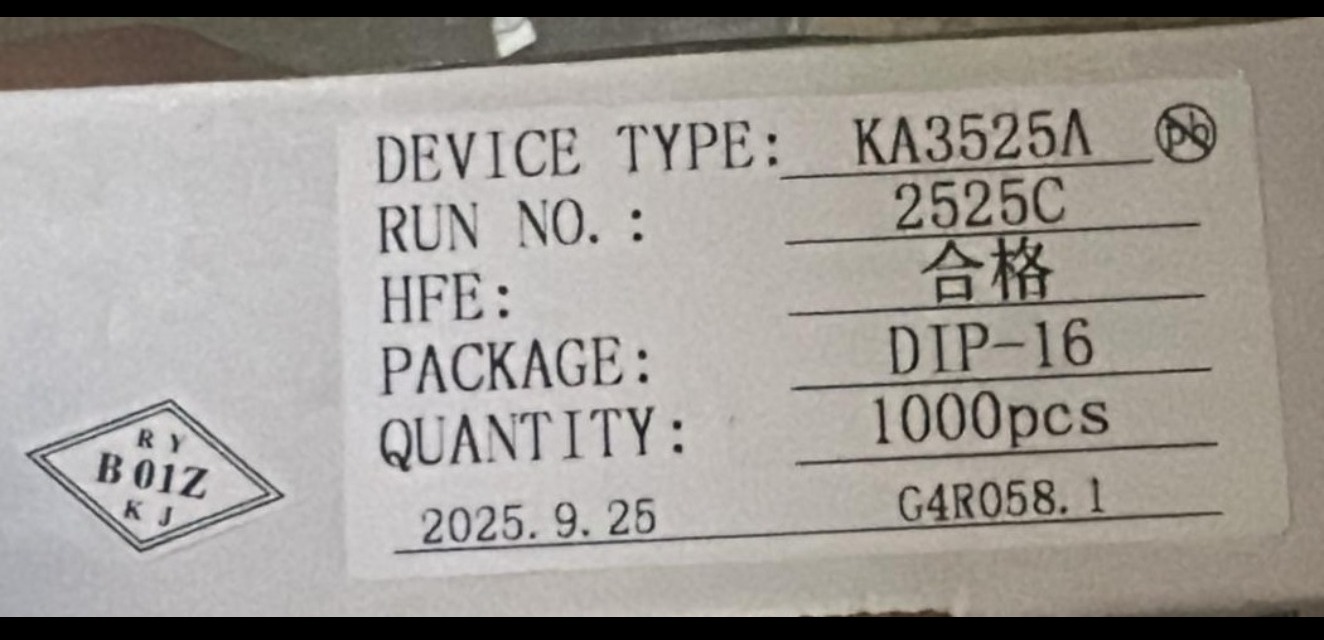 DEVICE TYPE: KA3525A Pb
RUN NO.: 2525C
HFE: 合格
PACKAGE: DIP-16
QUANTITY: 1000pcs
2025.9.25 G4R058.1
R Y
B01Z
K J